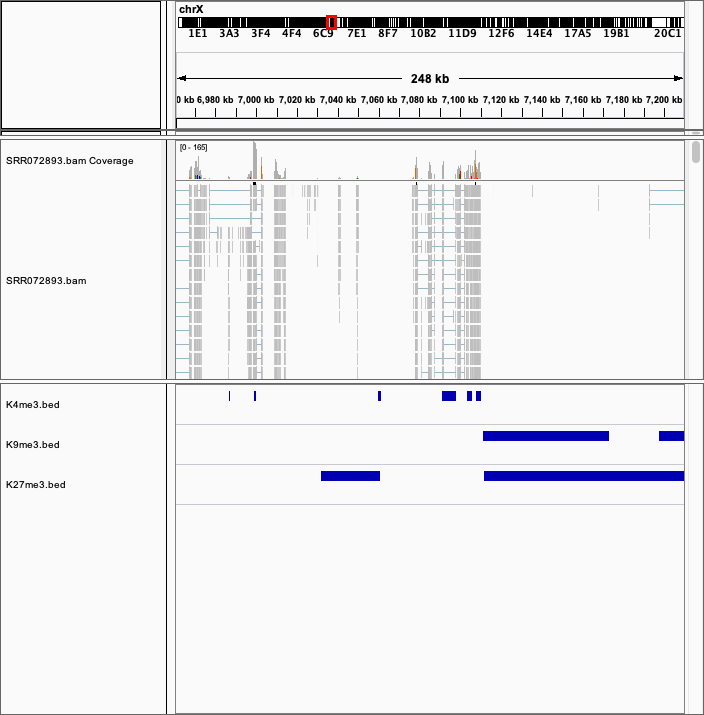 chrX
1E1 3A3 3F4 4F4 6C9 7E1 8F7 10B2 11D9 12F6 14E4 17A5 19B1 20C1
248 kb
0 kb 6,980 kb 7,000 kb 7,020 kb 7,040 kb 7,060 kb 7,080 kb 7,100 kb 7,120 kb 7,140 kb 7,160 kb 7,180 kb 7,200 kb
[0 - 165]
SRR072893.bam Coverage
SRR072893.bam
K4me3.bed
K9me3.bed
K27me3.bed